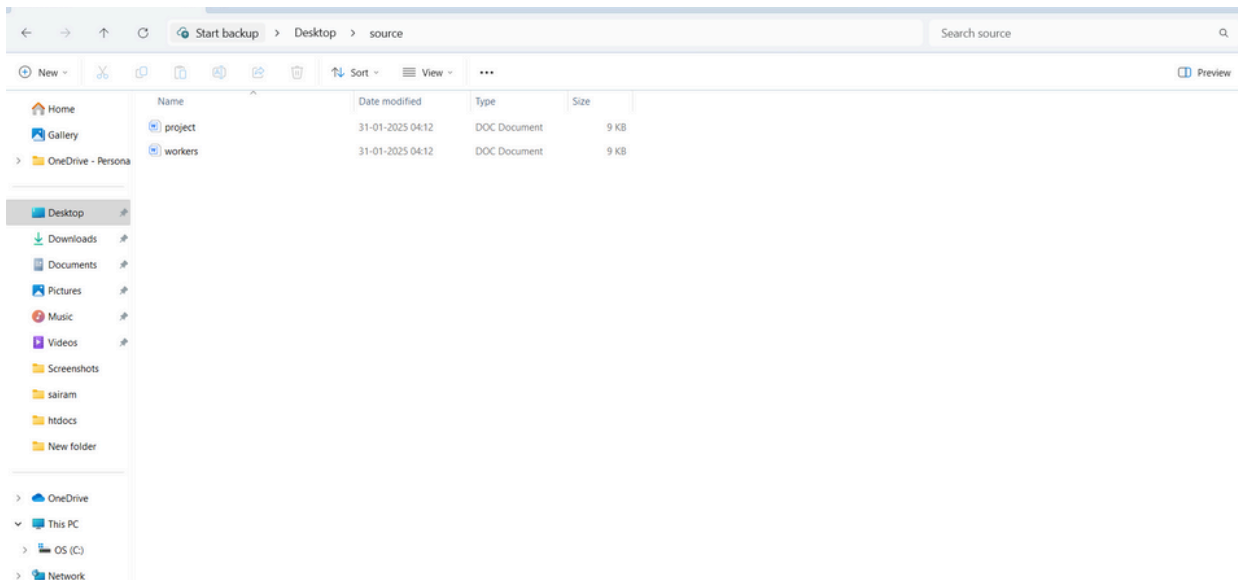 Start backup > Desktop > source
Search source
New
Sort
View
...
Preview
Name Date modified Type Size
project 31-01-2025 04:12 DOC Document 9 KB
workers 31-01-2025 04:12 DOC Document 9 KB
Home
Gallery
OneDrive - Persona
Desktop
Downloads
Documents
Pictures
Music
Videos
Screenshots
sairam
htdocs
New folder
OneDrive
This PC
OS (C:)
Network